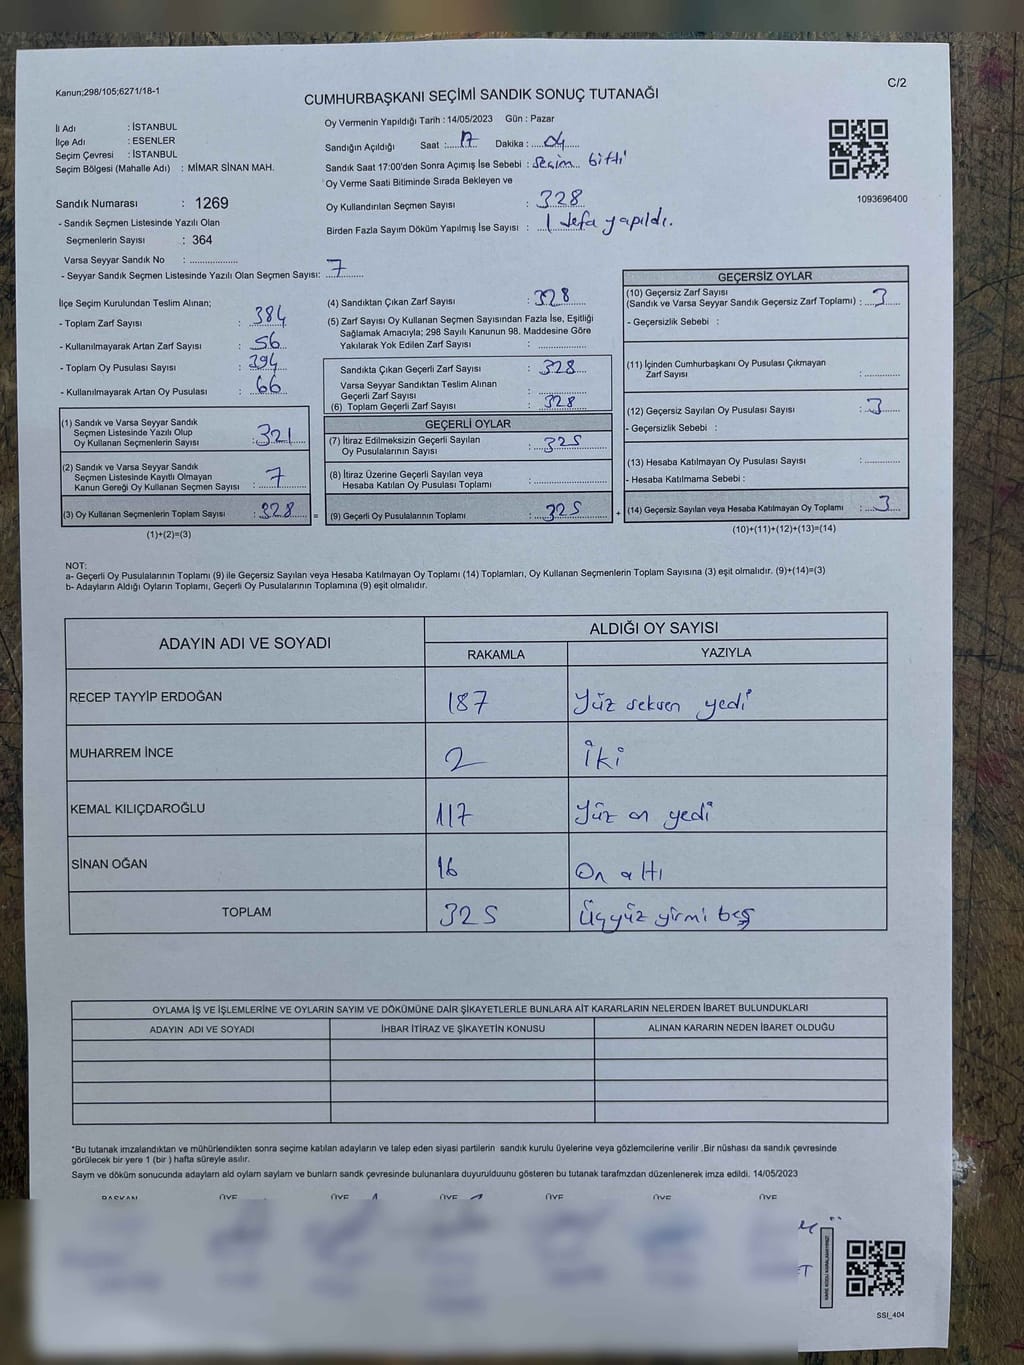 Kanun;298/105;6271/18-1
C/2
CUMHURBAŞKANI SEÇİMİ SANDIK SONUÇ TUTANAĞI
İl Adı : İSTANBUL
İlçe Adı : ESENLER
Seçim Çevresi : İSTANBUL
Seçim Bölgesi (Mahalle Adı) : MİMAR SİNAN MAH.
Oy Vermenin Yapıldığı Tarih : 14/05/2023 Gün : Pazar
Sandığın Açıldığı Saat : 17 Dakika : 04
Sandık Saat 17:00'den Sonra Açımış İse Sebebi : Seçim bitti
Oy Verme Saati Bitiminde Sırada Bekleyen ve
Oy Kullandırılan Seçmen Sayısı : 328
Birden Fazla Sayım Döküm Yapılmış İse Sayısı : 1 defa yapıldı.
1093696400
Sandık Numarası : 1269
- Sandık Seçmen Listesinde Yazılı Olan
Seçmenlerin Sayısı : 364
Varsa Seyyar Sandık No :
- Seyyar Sandık Seçmen Listesinde Yazılı Olan Seçmen Sayısı: 7
İlçe Seçim Kurulundan Teslim Alınan;
- Toplam Zarf Sayısı : 384
- Kullanılmayarak Artan Zarf Sayısı : 56
- Toplam Oy Pusulası Sayısı : 394
- Kullanılmayarak Artan Oy Pusulası : 66
(1) Sandık ve Varsa Seyyar Sandık
Seçmen Listesinde Yazılı Olup
Oy Kullanan Seçmenlerin Sayısı : 321
(2) Sandık ve Varsa Seyyar Sandık
Seçmen Listesinde Kayıtlı Olmayan
Kanun Gereği Oy Kullanan Seçmen Sayısı : 7
(3) Oy Kullanan Seçmenlerin Toplam Sayısı : 328
(1)+(2)=(3)
(4) Sandıktan Çıkan Zarf Sayısı : 328
(5) Zarf Sayısı Oy Kullanan Seçmen Sayısından Fazla İse, Eşitliği
Sağlamak Amacıyla; 298 Sayılı Kanunun 98. Maddesine Göre
Yakılarak Yok Edilen Zarf Sayısı :
Sandıkta Çıkan Geçerli Zarf Sayısı : 328
Varsa Seyyar Sandıktan Teslim Alınan
Geçerli Zarf Sayısı :
(6) Toplam Geçerli Zarf Sayısı : 328
GEÇERLİ OYLAR
(7) İtiraz Edilmeksizin Geçerli Sayılan
Oy Pusulalarının Sayısı : 325
(8) İtiraz Üzerine Geçerli Sayılan veya
Hesaba Katılan Oy Pusulası Toplamı :
= (9) Geçerli Oy Pusulalarının Toplamı : 325
GEÇERSİZ OYLAR
(10) Geçersiz Zarf Sayısı
(Sandık ve Varsa Seyyar Sandık Geçersiz Zarf Toplamı) : 3
- Geçersizlik Sebebi :
(11) İçinden Cumhurbaşkanı Oy Pusulası Çıkmayan
Zarf Sayısı :
(12) Geçersiz Sayılan Oy Pusulası Sayısı : 3
- Geçersizlik Sebebi :
(13) Hesaba Katılmayan Oy Pusulası Sayısı :
- Hesaba Katılmama Sebebi :
+ (14) Geçersiz Sayılan veya Hesaba Katılmayan Oy Toplamı : 3
(10)+(11)+(12)+(13)=(14)
NOT:
a- Geçerli Oy Pusulalarının Toplamı (9) ile Geçersiz Sayılan veya Hesaba Katılmayan Oy Toplamı (14) Toplamları, Oy Kullanan Seçmenlerin Toplam Sayısına (3) eşit olmalıdır. (9)+(14)=(3)
b- Adayların Aldığı Oyların Toplamı, Geçerli Oy Pusulalarının Toplamına (9) eşit olmalıdır.
ADAYIN ADI VE SOYADI ALDIĞI OY SAYISI
RAKAMLA YAZIYLA
RECEP TAYYİP ERDOĞAN 187 Yüz seksen yedi
MUHARREM İNCE 2 iki
KEMAL KILIÇDAROĞLU 117 Yüz on yedi
SİNAN OĞAN 16 On altı
TOPLAM 325 Üçyüz yirmi beş
OYLAMA İŞ VE İŞLEMLERİNE VE OYLARIN SAYIM VE DÖKÜMÜNE DAİR ŞİKAYETLERLE BUNLARA AİT KARARLARIN NELERDEN İBARET BULUNDUKLARI
ADAYIN ADI VE SOYADI İHBAR İTİRAZ VE ŞİKAYETİN KONUSU ALINAN KARARIN NEDEN İBARET OLDUĞU
*Bu tutanak imzalandıktan ve mühürlendikten sonra seçime katılan adayların ve talep eden siyasi partilerin sandık kurulu üyelerine veya gözlemcilerine verilir .Bir nüshası da sandık çevresinde
görülecek bir yere 1 (bir ) hafta süreyle asılır.
Sayım ve döküm sonucunda adayların ald oyların sayların ve bunların sandk çevresinde bulunanlara duyurulduunu gösteren bu tutanak tarafmzdan düzenlenerek imza edildi. 14/05/2023
BAŞKAN ÜYE ÜYE ÜYE ÜYE ÜYE ÜYE
SSI_404